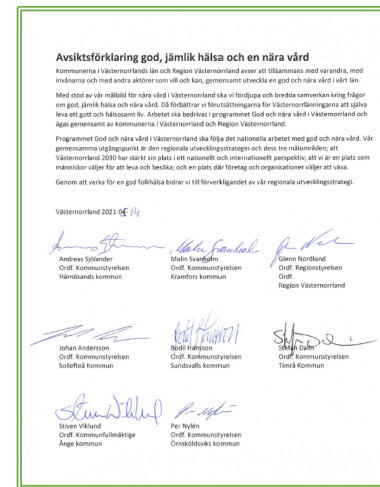 Avsiktsförklaring god, jämlik hälsa och en nära vård
Kommunerna i Västernorrlands län och Region Västernorrland avser att tillsammans med varandra, med
invånarna och med andra aktörer som vill och kan, gemensamt utveckla en god och nära vård i vårt län.
Med stöd av vår målbild för nära vård i Västernorrland ska vi fördjupa och bredda samverkan kring frågor
om god, jämlik hälsa och nära vård. Då förbättrar vi förutsättningarna för Västernorrlänningarna att själva
leva ett gott och hälsosamt liv. Arbetet ska bedrivas i programmet God och nära vård i Västernorrland och
ägas gemensamt av kommunerna i Västernorrland och Region Västernorrland.
Programmet God och nära vård i Västernorrland ska följa det nationella arbetet med god och nära vård. Vår
gemensamma utgångspunkt är den regionala utvecklingsstrategin och dess tre målområden; att
Västernorrland 2030 har stärkt sin plats i ett nationellt och internationellt perspektiv; att vi är en plats som
människor väljer för att leva och besöka; och en plats där företag och organisationer väljer att växa.
Genom att verka för en god folkhälsa bidrar vi till förverkligandet av vår regionala utvecklingsstrategi.
Västernorrland 2021-
Andreas Sjölander
Ordf. Kommunstyrelsen
Härnösands kommun
Malin Svanholm
Ordf. Kommunstyrelsen
Kramfors kommun
Glenn Nordlund
Ordf. Regionstyrelsen
Ordf.
Region Västernorrland
Johan Andersson
Ordf. Kommunstyrelsen
Sollefteå Kommun
Bodil Hansson
Ordf. Kommunstyrelsen
Sundsvalls kommun
Stefan Dalin
Ordf. Kommunstyrelsen
Timrå Kommun
Stiven Viklund
Ordf. Kommunfullmäktige
Ånge kommun
Per Nylén
Ordf. Kommunstyrelsen
Örnsköldsviks kommun